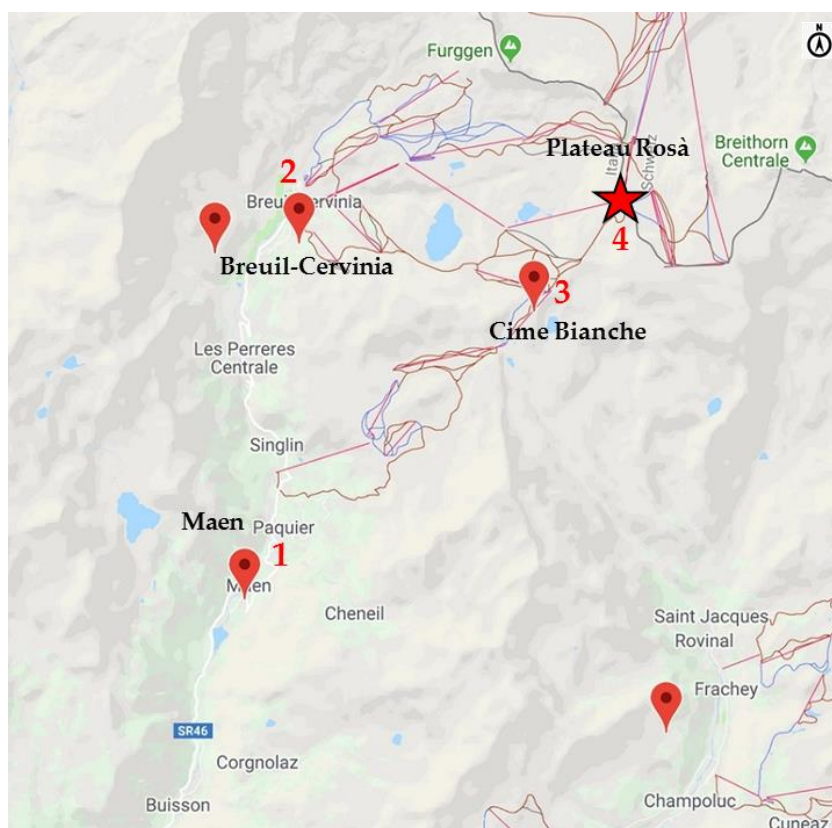 N
Furggen
Plateau Rosà
Breithorn
Centrale
Schweiz
2
Breuil-Cervinia
4
Breuil-Cervinia
3
Cime Bianche
Les Perreres
Centrale
Singlin
Maen
Paquier
1
Cheneil
Saint Jacques
Rovinal
Frachey
SR46
Corgnolaz
Buisson
Champoluc
Cuneaz